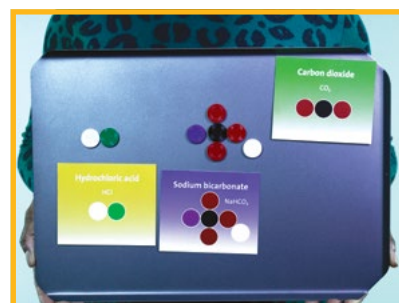 Carbon dioxide
CO₂
Hydrochloric acid
HCl
Sodium bicarbonate
NaHCO₃